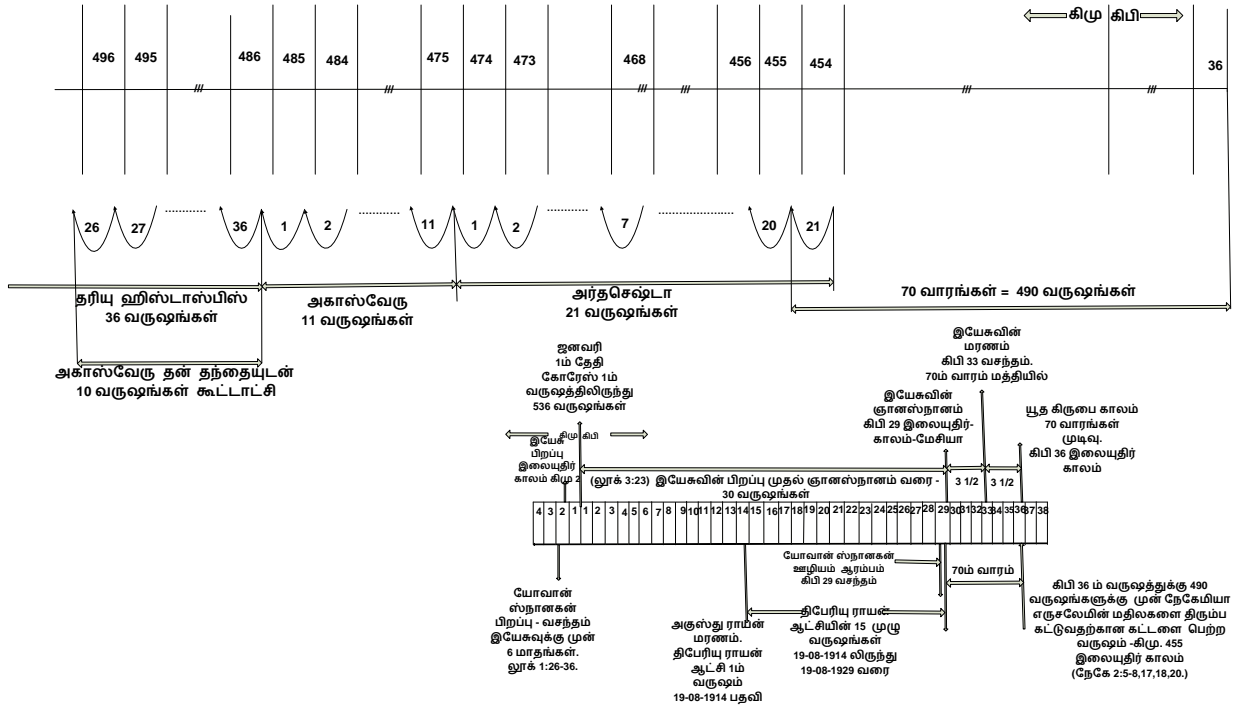 கிமு கிபி
496 495 486 485 484 475 474 473 468 456 455 454 36
26 27 36 1 2 11 1 2 7 20 21
தரியு ஹிஸ்டாஸ்பிஸ்
36 வருஷங்கள்
அகாஸ்வேரு
11 வருஷங்கள்
அர்தசெஷ்டா
21 வருஷங்கள்
70 வாரங்கள் = 490 வருஷங்கள்
அகாஸ்வேரு தன் தந்தையுடன்
10 வருஷங்கள் கூட்டாட்சி
ஜனவரி
1ம் தேதி
கோரேஸ் 1ம்
வருஷத்திலிருந்து
536 வருஷங்கள்
இயேசுவின்
மரணம்
கிபி 33 வசந்தம்.
70ம் வாரம் மத்தியில்
இயேசுவின்
ஞானஸ்நானம்
கிபி 29 இலையுதிர்-
காலம்-மேசியா
யூத கிருபை காலம்
70 வாரங்கள்
முடிவு.
கிபி 36 இலையுதிர்
காலம்
கிமு கிபி
இயேசு
பிறப்பு
இலையுதிர்
காலம் கிமு 2
(லூக் 3:23) இயேசுவின் பிறப்பு முதல் ஞானஸ்நானம் வரை -
30 வருஷங்கள்
3 1/2 3 1/2
4 3 2 1 1 2 3 4 5 6 7 8 9 10 11 12 13 14 15 16 17 18 19 20 21 22 23 24 25 26 27 28 29 30 31 32 33 34 35 36 37 38
யோவான்
ஸ்நானகன்
பிறப்பு - வசந்தம்
இயேசுவுக்கு முன்
6 மாதங்கள்.
லூக் 1:26-36.
அகுஸ்து ராயன்
மரணம்.
திபேரியு ராயன்
ஆட்சி 1ம்
வருஷம்
19-08-1914 பதவி
யோவான் ஸ்நானகன்
ஊழியம் ஆரம்பம்
கிபி 29 வசந்தம்
திபேரியு ராயன்
ஆட்சியின் 15 முழு
வருஷங்கள்
19-08-1914 லிருந்து
19-08-1929 வரை
70ம் வாரம்
கிபி 36 ம் வருஷத்துக்கு 490
வருஷங்களுக்கு முன் நேகேமியா
எருசலேமின் மதிலகளை திரும்ப
கட்டுவதற்கான கட்டளை பெற்ற
வருஷம் -கிமு. 455
இலையுதிர் காலம்
(நேகே 2:5-8,17,18,20.)